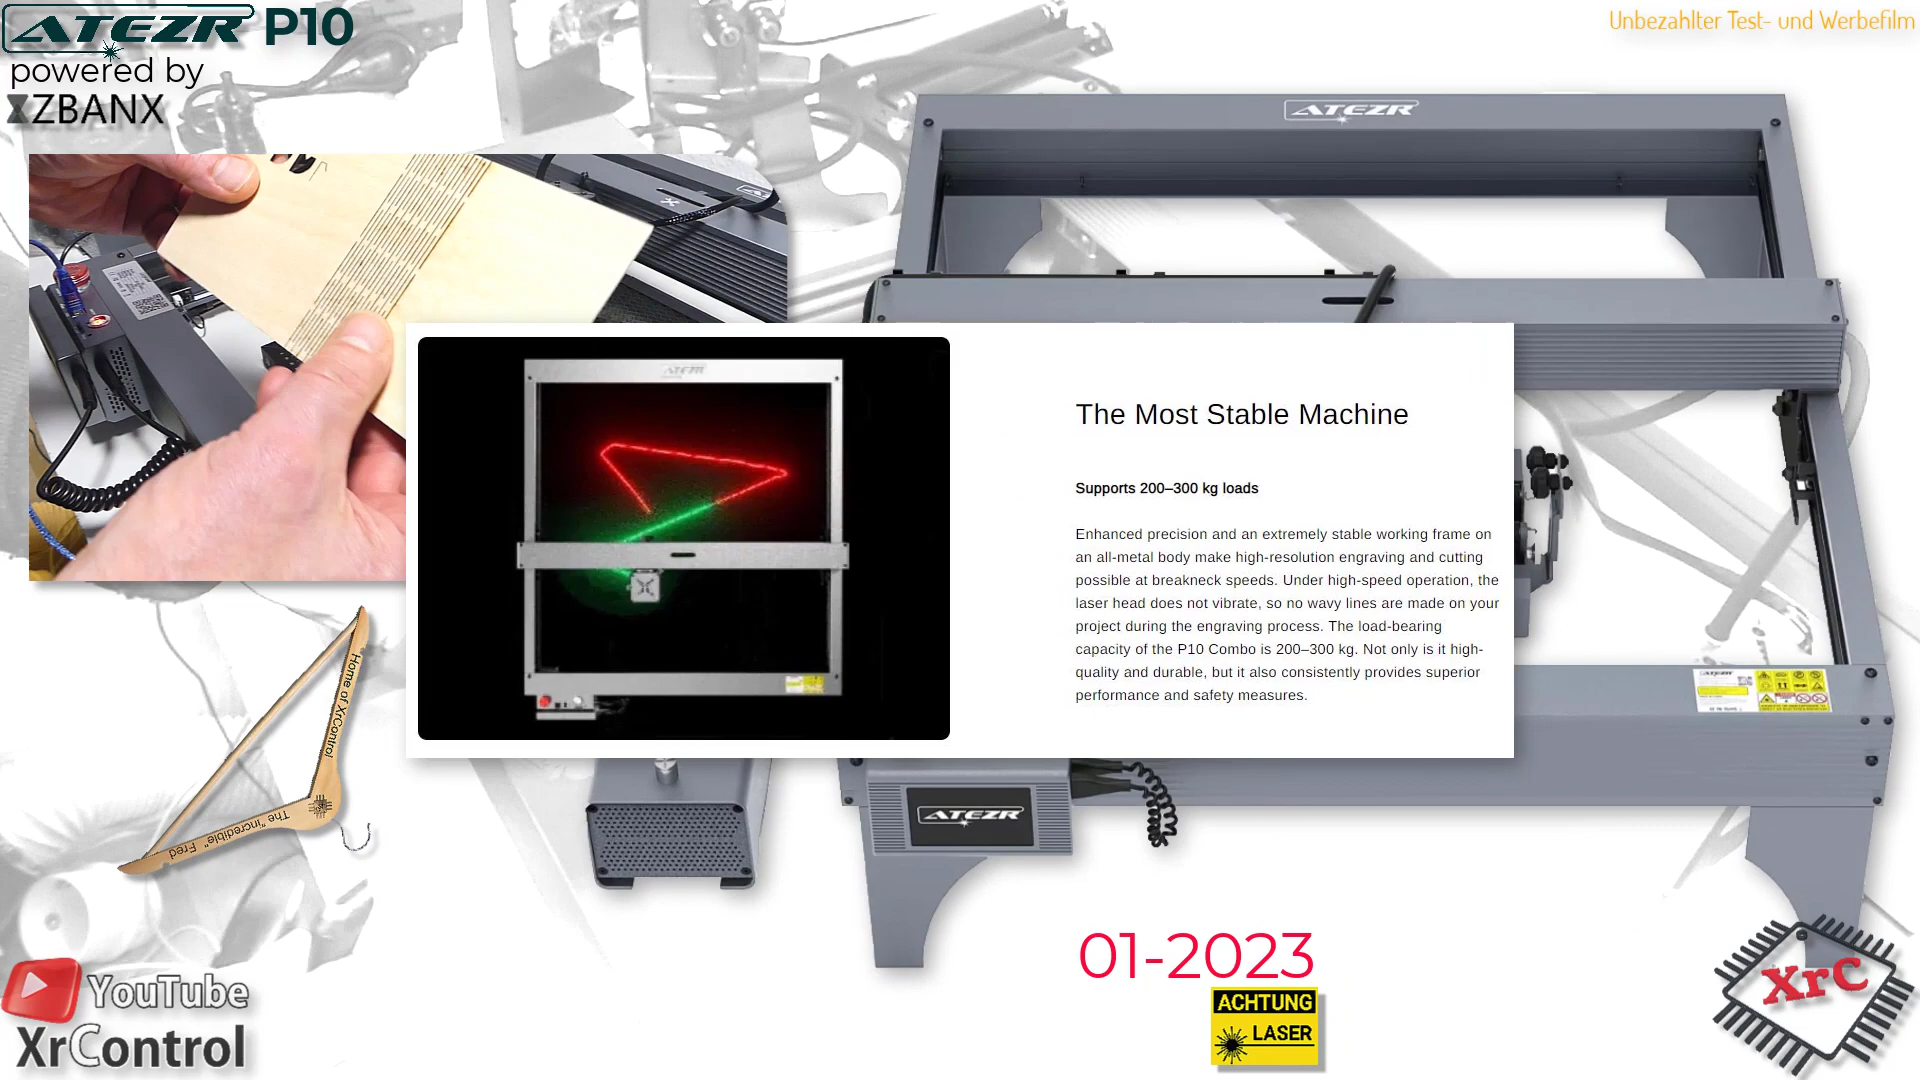 ATEZR P10
powered by
XZBANX
Unbezahlter Test- und Werbefilm
ATEZR
ATEZR
The Most Stable Machine
Supports 200–300 kg loads
Enhanced precision and an extremely stable working frame on
an all-metal body make high-resolution engraving and cutting
possible at breakneck speeds. Under high-speed operation, the
laser head does not vibrate, so no wavy lines are made on your
project during the engraving process. The load-bearing
capacity of the P10 Combo is 200–300 kg. Not only is it high-
quality and durable, but it also consistently provides superior
performance and safety measures.
Home of XrControl
The "incredible" Fred
ATEZR
ATEZR
01-2023
ACHTUNG
LASER
YouTube
XrControl
XrC